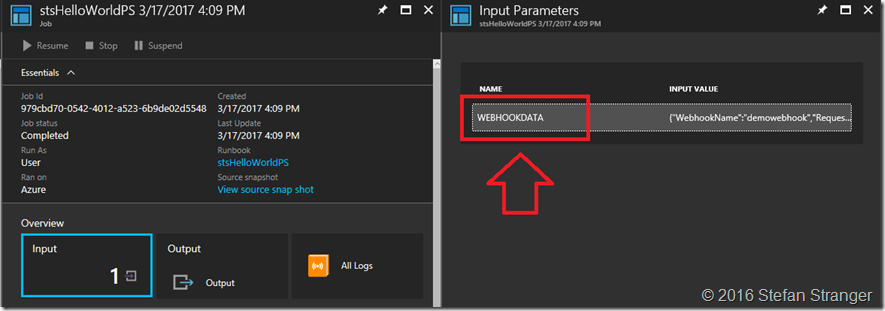 stsHelloWorldPS 3/17/2017 4:09 PM
Job
Resume Stop Suspend
Essentials
Job Id
979cbd70-0542-4012-a523-6b9de02d5548
Created
3/17/2017 4:09 PM
Job status
Completed
Last Update
3/17/2017 4:09 PM
Run As
User
Runbook
stsHelloWorldPS
Ran on
Azure
Source snapshot
View source snap shot
Overview
Input
1
Output
Output
All Logs
Input Parameters
stsHelloWorldPS 3/17/2017 4:09 PM
NAME INPUT VALUE
WEBHOOKDATA {"WebhookName":"demowebhook","Reques...
© 2016 Stefan Stranger